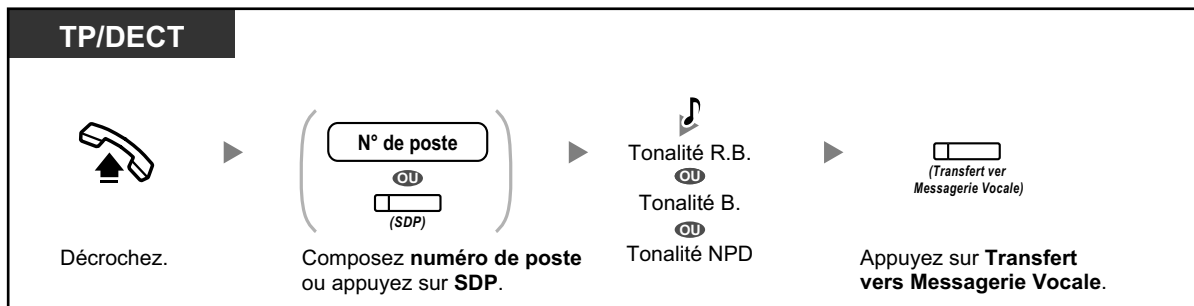 TP/DECT
N° de poste
OU
(SDP)
Tonalité R.B.
OU
Tonalité B.
OU
Tonalité NPD
(Transfert ver
Messagerie Vocale)
Décrochez.
Composez numéro de poste
ou appuyez sur SDP.
Appuyez sur Transfert
vers Messagerie Vocale.